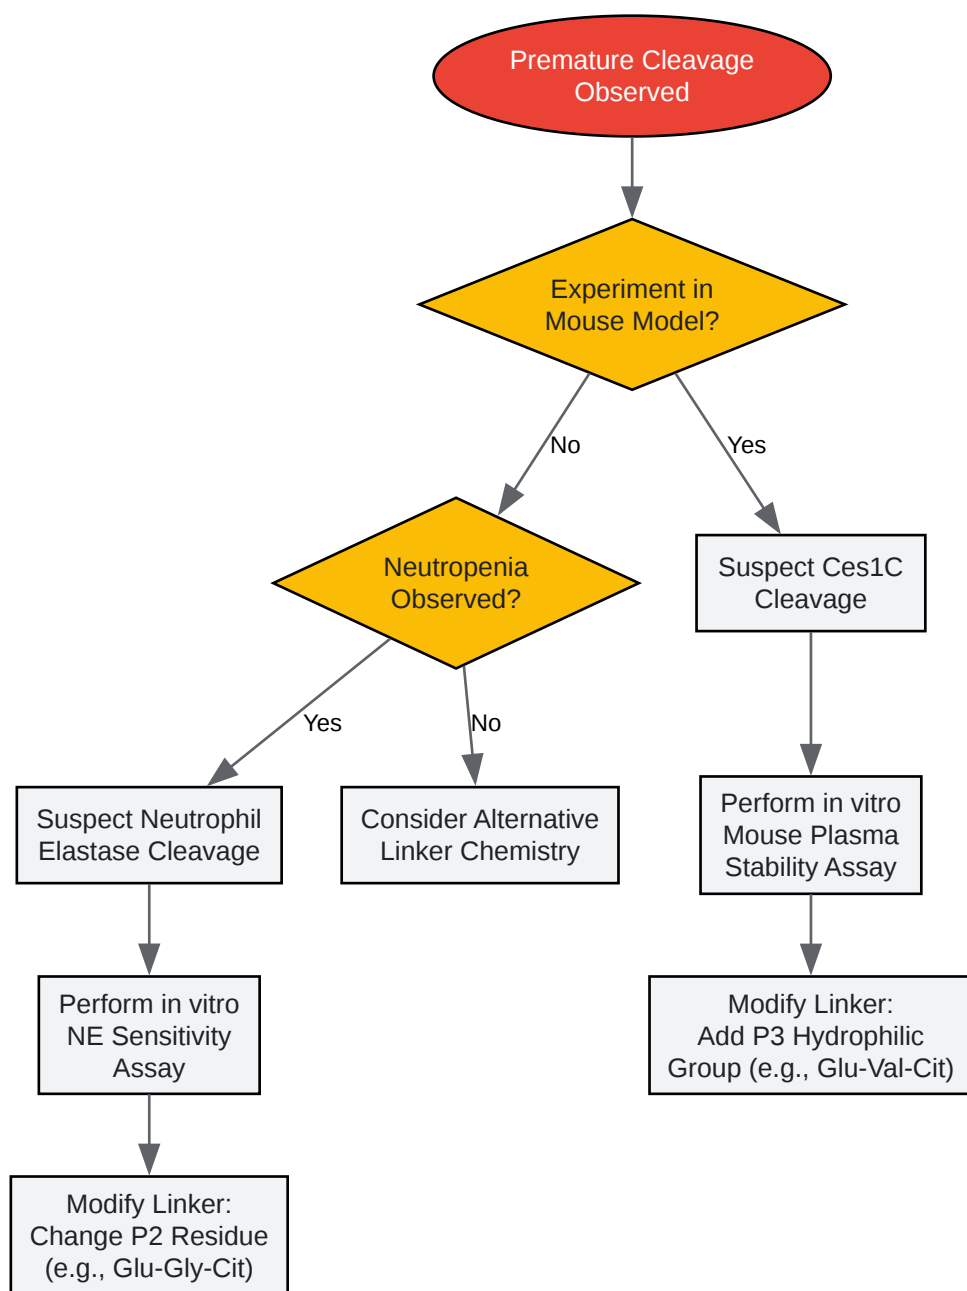 Premature Cleavage
Observed
Experiment in
Mouse Model?
No
Yes
Neutropenia
Observed?
Suspect Ces1C
Cleavage
Yes
No
Suspect Neutrophil
Elastase Cleavage
Consider Alternative
Linker Chemistry
Perform in vitro
Mouse Plasma
Stability Assay
Perform in vitro
NE Sensitivity
Assay
Modify Linker:
Add P3 Hydrophilic
Group (e.g., Glu-Val-Cit)
Modify Linker:
Change P2 Residue
(e.g., Glu-Gly-Cit)